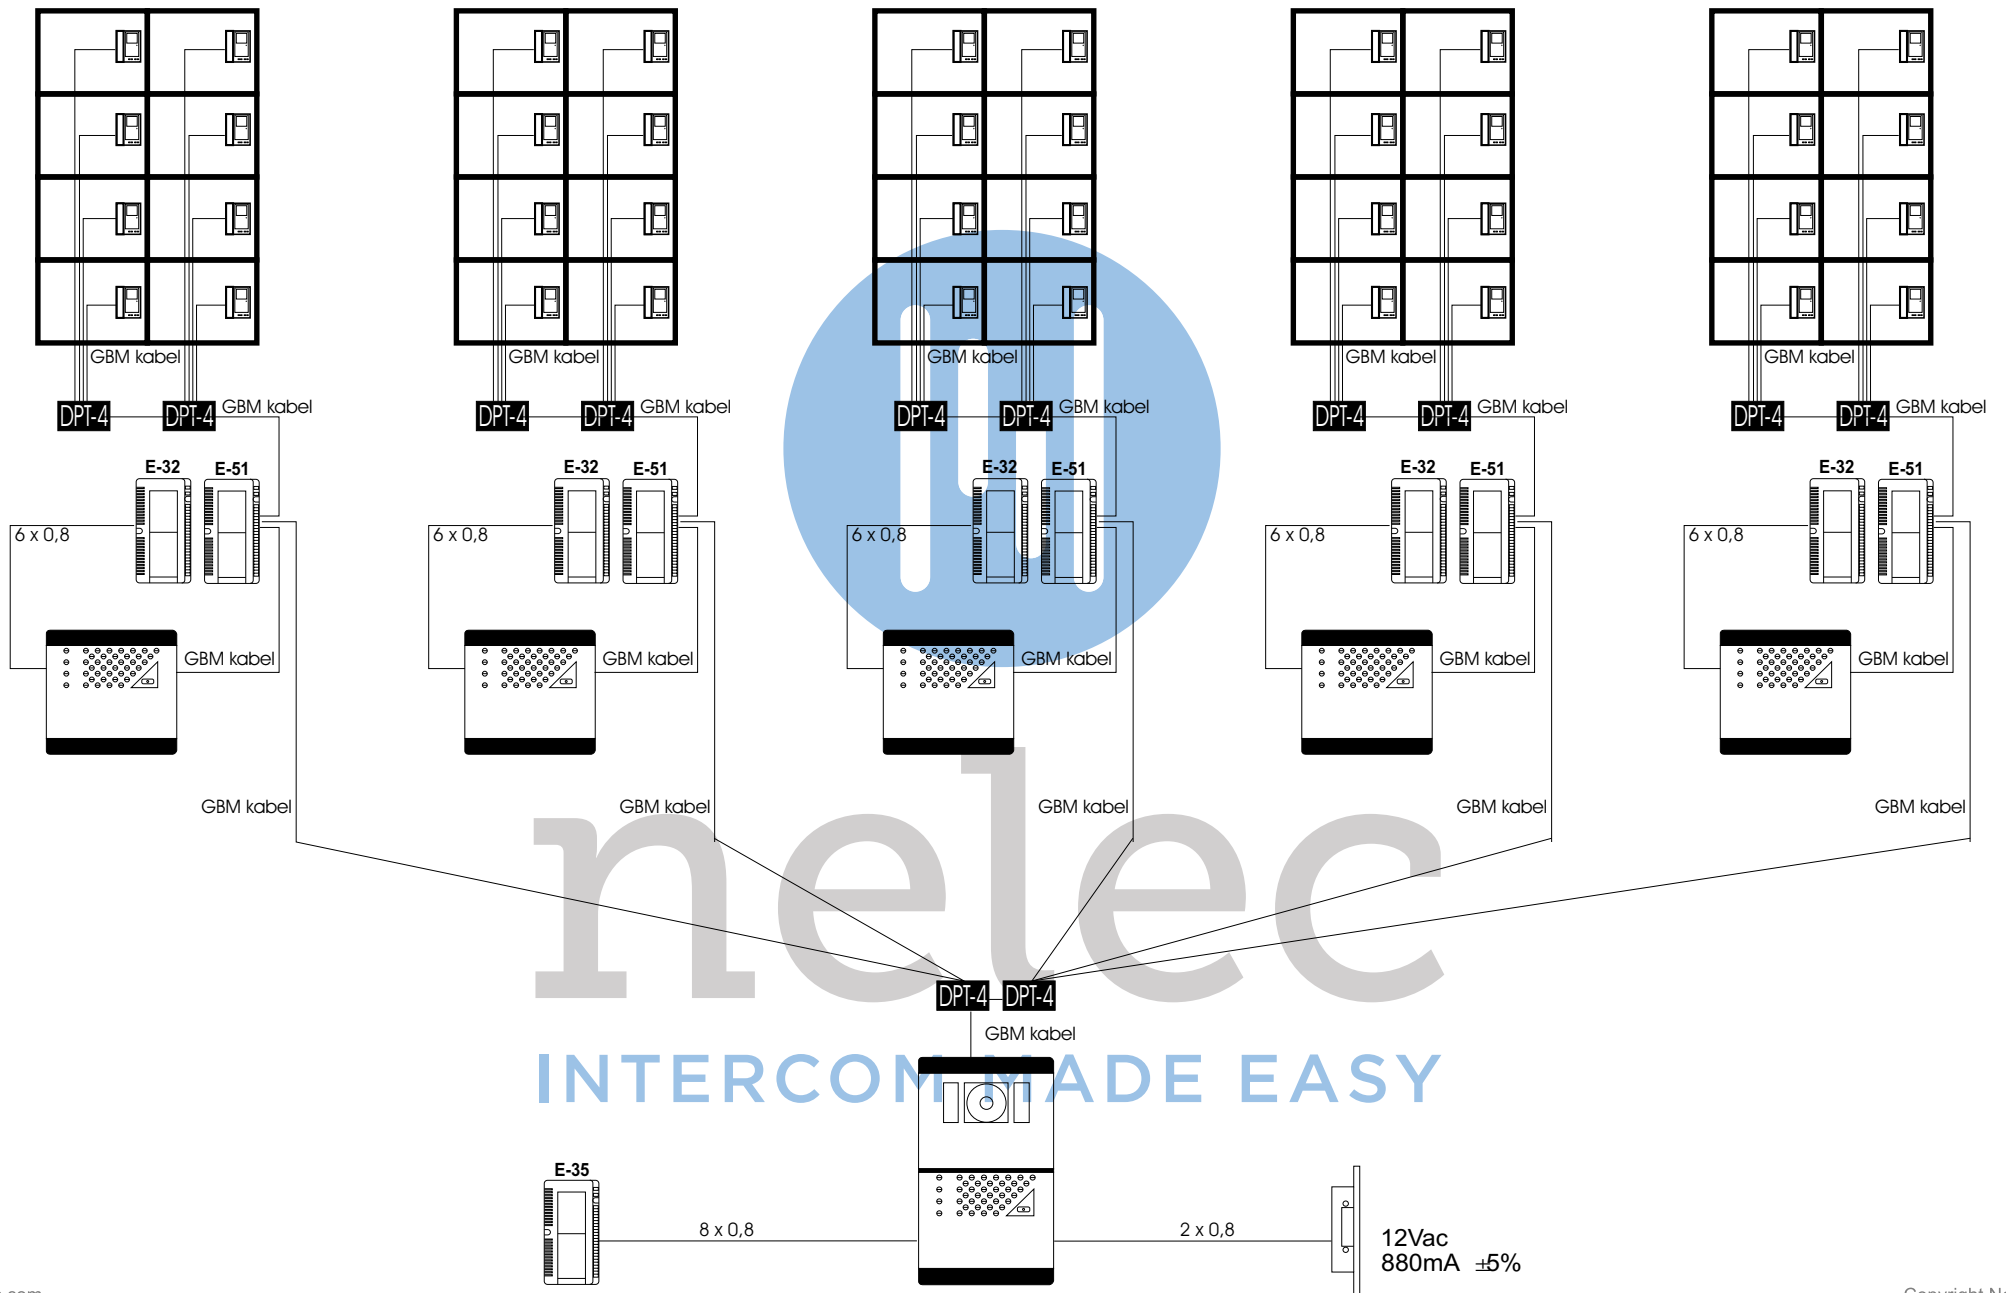 GBM kabel GBM kabel GBM kabel GBM kabel GBM kabel
DPT-4 DPT-4 GBM kabel DPT-4 DPT-4 GBM kabel DPT-4 DPT-4 GBM kabel DPT-4 DPT-4 GBM kabel DPT-4 DPT-4 GBM kabel
E-32 E-51 E-32 E-51 E-32 E-51 E-32 E-51 E-32 E-51
6 x 0,8 6 x 0,8 6 x 0,8 6 x 0,8 6 x 0,8
GBM kabel GBM kabel GBM kabel GBM kabel GBM kabel
GBM kabel GBM kabel GBM kabel GBM kabel GBM kabel
nelec
DPT-4 DPT-4
GBM kabel
INTERCOM MADE EASY
E-35
8 x 0,8 2 x 0,8
12Vac
880mA ±5%
Copyright